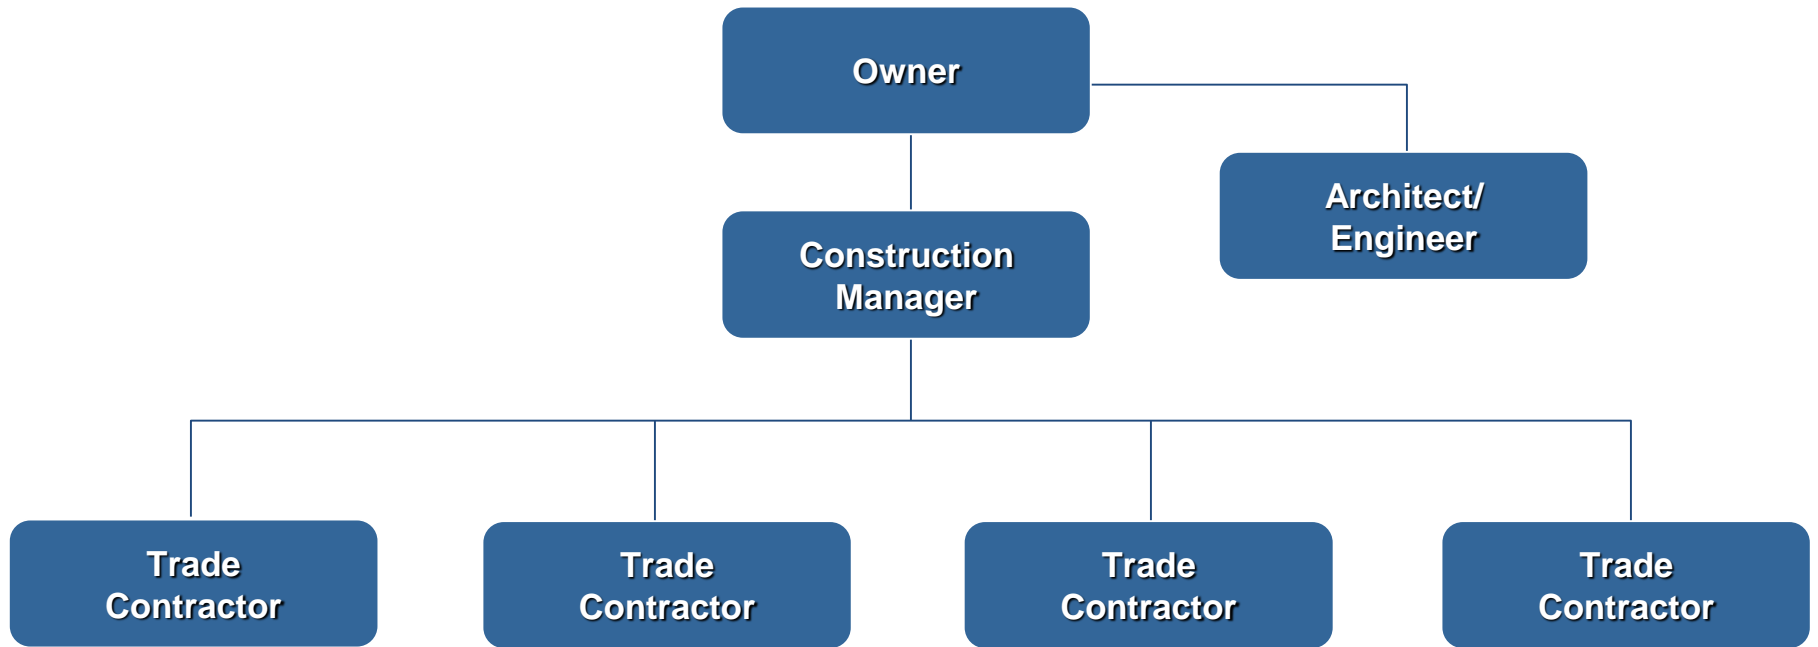 Owner
Architect/
Engineer
Construction
Manager
Trade
Contractor
Trade
Contractor
Trade
Contractor
Trade
Contractor